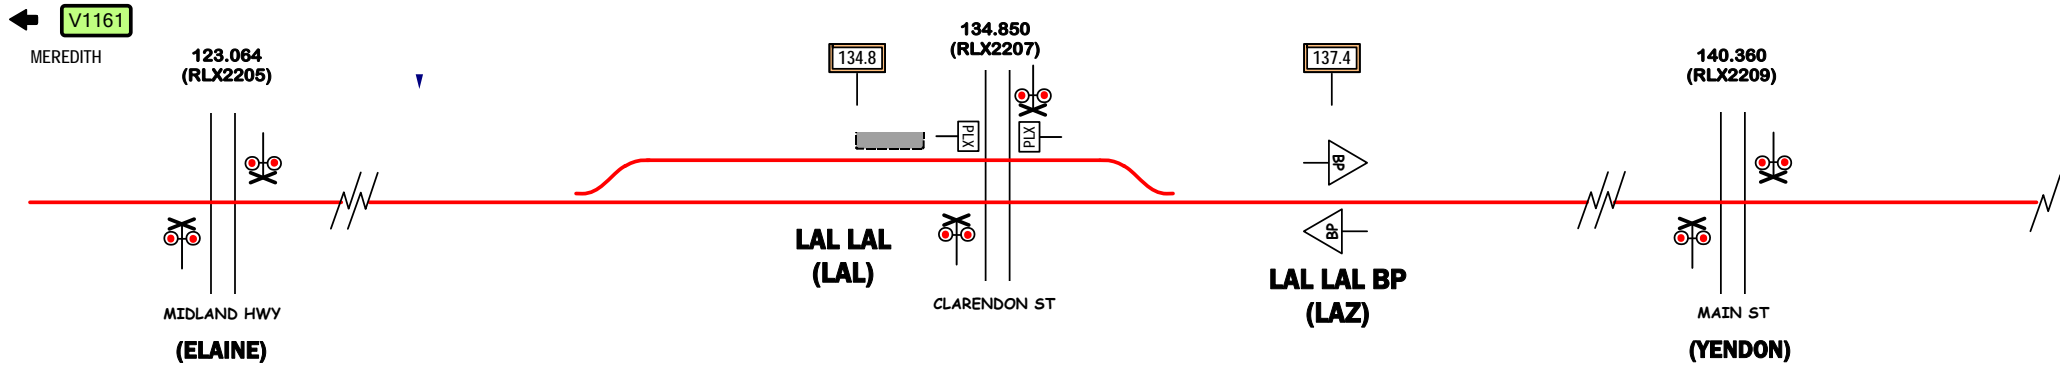 V1161
MEREDITH
123.064
(RLX2205)
134.8
134.850
(RLX2207)
137.4
140.360
(RLX2209)
PLX
PLX
BP
BP
LAL LAL
(LAL)
LAL LAL BP
(LAZ)
MIDLAND HWY
CLARENDON ST
MAIN ST
(ELAINE)
(YENDON)